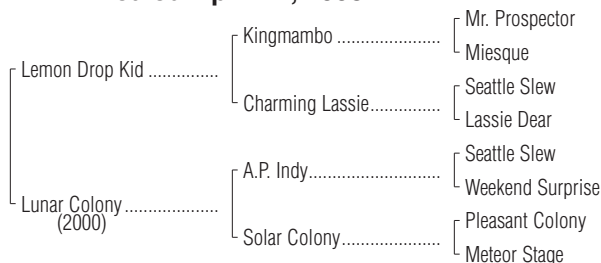 Kingmambo ..................
Mr. Prospector
Miesque
Lemon Drop Kid ...............
Charming Lassie................
Seattle Slew
Lassie Dear
A.P. Indy.........................
Seattle Slew
Weekend Surprise
Lunar Colony ....................
(2000)
Solar Colony.....................
Pleasant Colony
Meteor Stage